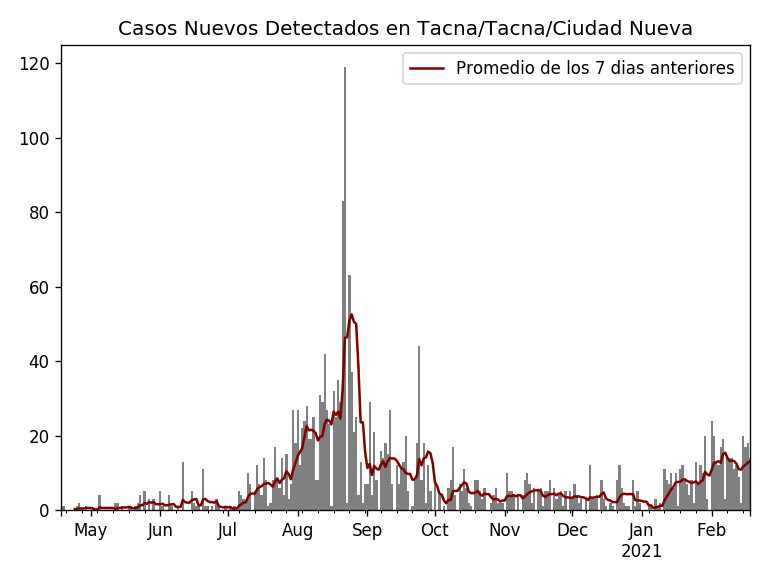 Casos Nuevos Detectados en Tacna/Tacna/Ciudad Nueva
Promedio de los 7 dias anteriores
120
100
80
60
40
20
0
May Jun Jul Aug Sep Oct Nov Dec Jan Feb
2021